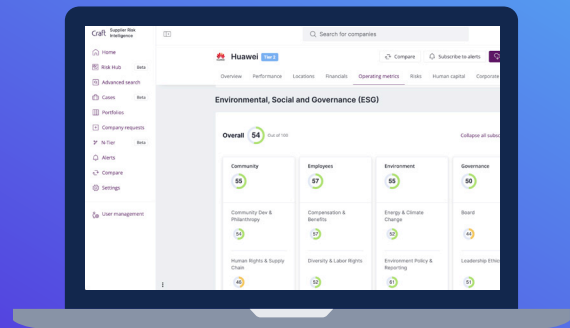 Craft Supplier Risk
Intelligence
Search for companies
Home
Risk Hub Beta
Advanced search
Cases Beta
Portfolios
Company requests
N-Tier Beta
Alerts
Compare
Settings
User management
Huawei Tier 1
Compare
Subscribe to alerts
Overview Performance Locations Financials Operating metrics Risks Human capital Corporate
Environmental, Social and Governance (ESG)
Overall 54 Out of 100
Collapse all subsc
Community Employees Environment Governance
55 57 55 50
Community Dev & Philanthropy
Compensation & Benefits
Energy & Climate Change
Board
54 57 52 44
Human Rights & Supply Chain
Diversity & Labor Rights
Environment Policy & Reporting
Leadership Ethic
46 52 61 51